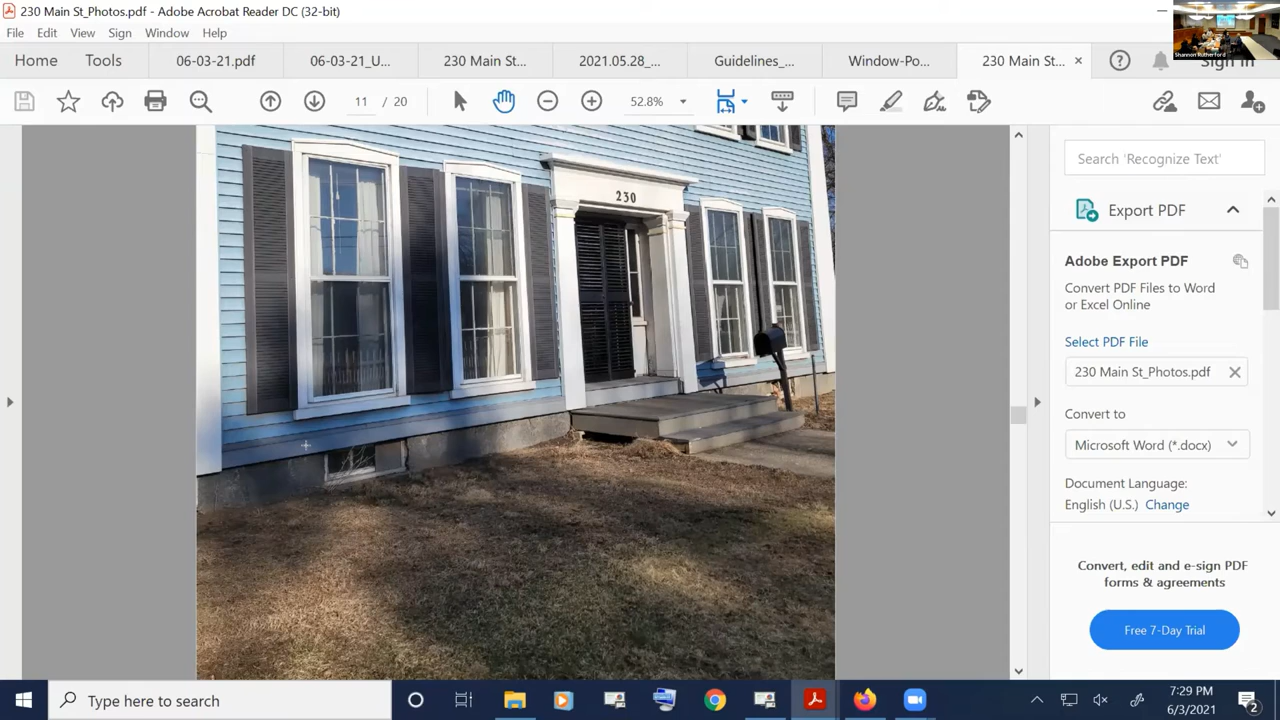 230 Main St_Photos.pdf - Adobe Acrobat Reader DC (32-bit)
File Edit View Sign Window Help
Shannon Rutherford
Home Tools 06-03-21.pdf 06-03-21_U... 230 Main St... 2021.05.28_... Guidelines_... Window-Po... 230 Main St... Sign In
11 / 20 52.8%
Search 'Recognize Text'
Export PDF
230
Adobe Export PDF
Convert PDF Files to Word
or Excel Online
Select PDF File
230 Main St_Photos.pdf
Convert to
Microsoft Word (*.docx)
Document Language:
English (U.S.) Change
Convert, edit and e-sign PDF
forms & agreements
Free 7-Day Trial
Type here to search
7:29 PM
6/3/2021
2